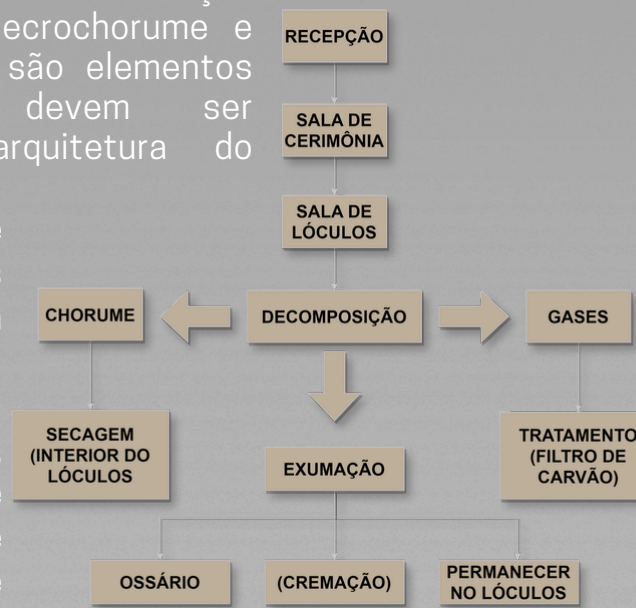 ecrochorume e
são elementos
devem ser
arquitetura do
RECEPÇÃO
SALA DE
CERIMÔNIA
SALA DE
LÓCULOS
CHORUME
DECOMPOSIÇÃO
GASES
SECAGEM
(INTERIOR DO
LÓCULOS
EXUMAÇÃO
TRATAMENTO
(FILTRO DE
CARVÃO)
OSSÁRIO
(CREMAÇÃO)
PERMANECER
NO LÓCULOS